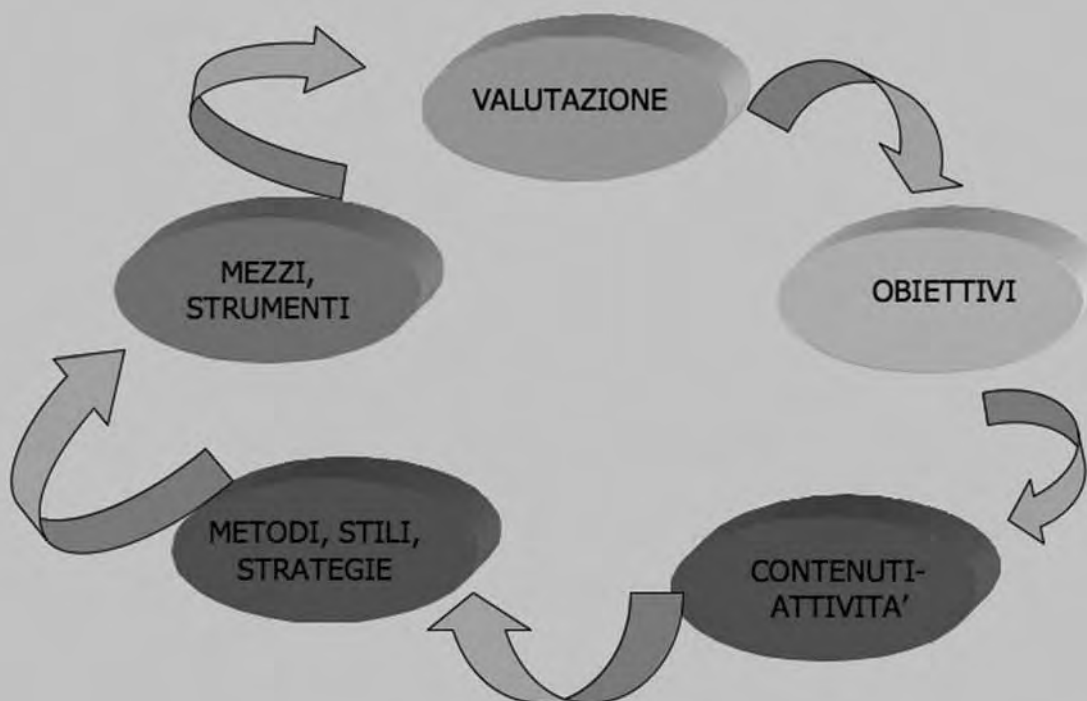 VALUTAZIONE
OBIETTIVI
CONTENUTI-
ATTIVITA’
METODI, STILI,
STRATEGIE
MEZZI,
STRUMENTI